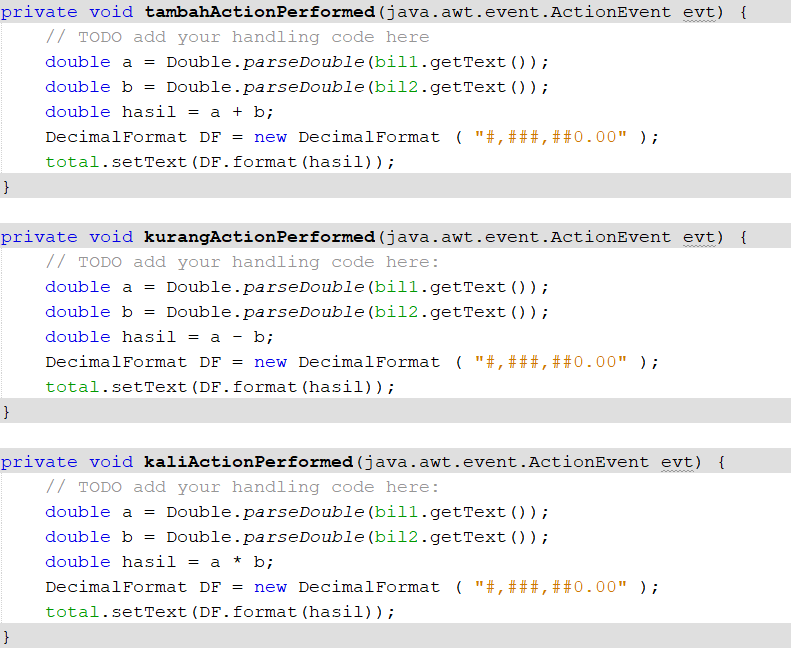 private void tambahActionPerformed(java.awt.event.ActionEvent evt) {
// TODO add your handling code here
double a = Double.parseDouble(bil1.getText());
double b = Double.parseDouble(bil2.getText());
double hasil = a + b;
DecimalFormat DF = new DecimalFormat ( "#,###,##0.00" );
total.setText(DF.format(hasil));
}
private void kurangActionPerformed(java.awt.event.ActionEvent evt) {
// TODO add your handling code here:
double a = Double.parseDouble(bil1.getText());
double b = Double.parseDouble(bil2.getText());
double hasil = a - b;
DecimalFormat DF = new DecimalFormat ( "#,###,##0.00" );
total.setText(DF.format(hasil));
}
private void kaliActionPerformed(java.awt.event.ActionEvent evt) {
// TODO add your handling code here:
double a = Double.parseDouble(bil1.getText());
double b = Double.parseDouble(bil2.getText());
double hasil = a * b;
DecimalFormat DF = new DecimalFormat ( "#,###,##0.00" );
total.setText(DF.format(hasil));
}